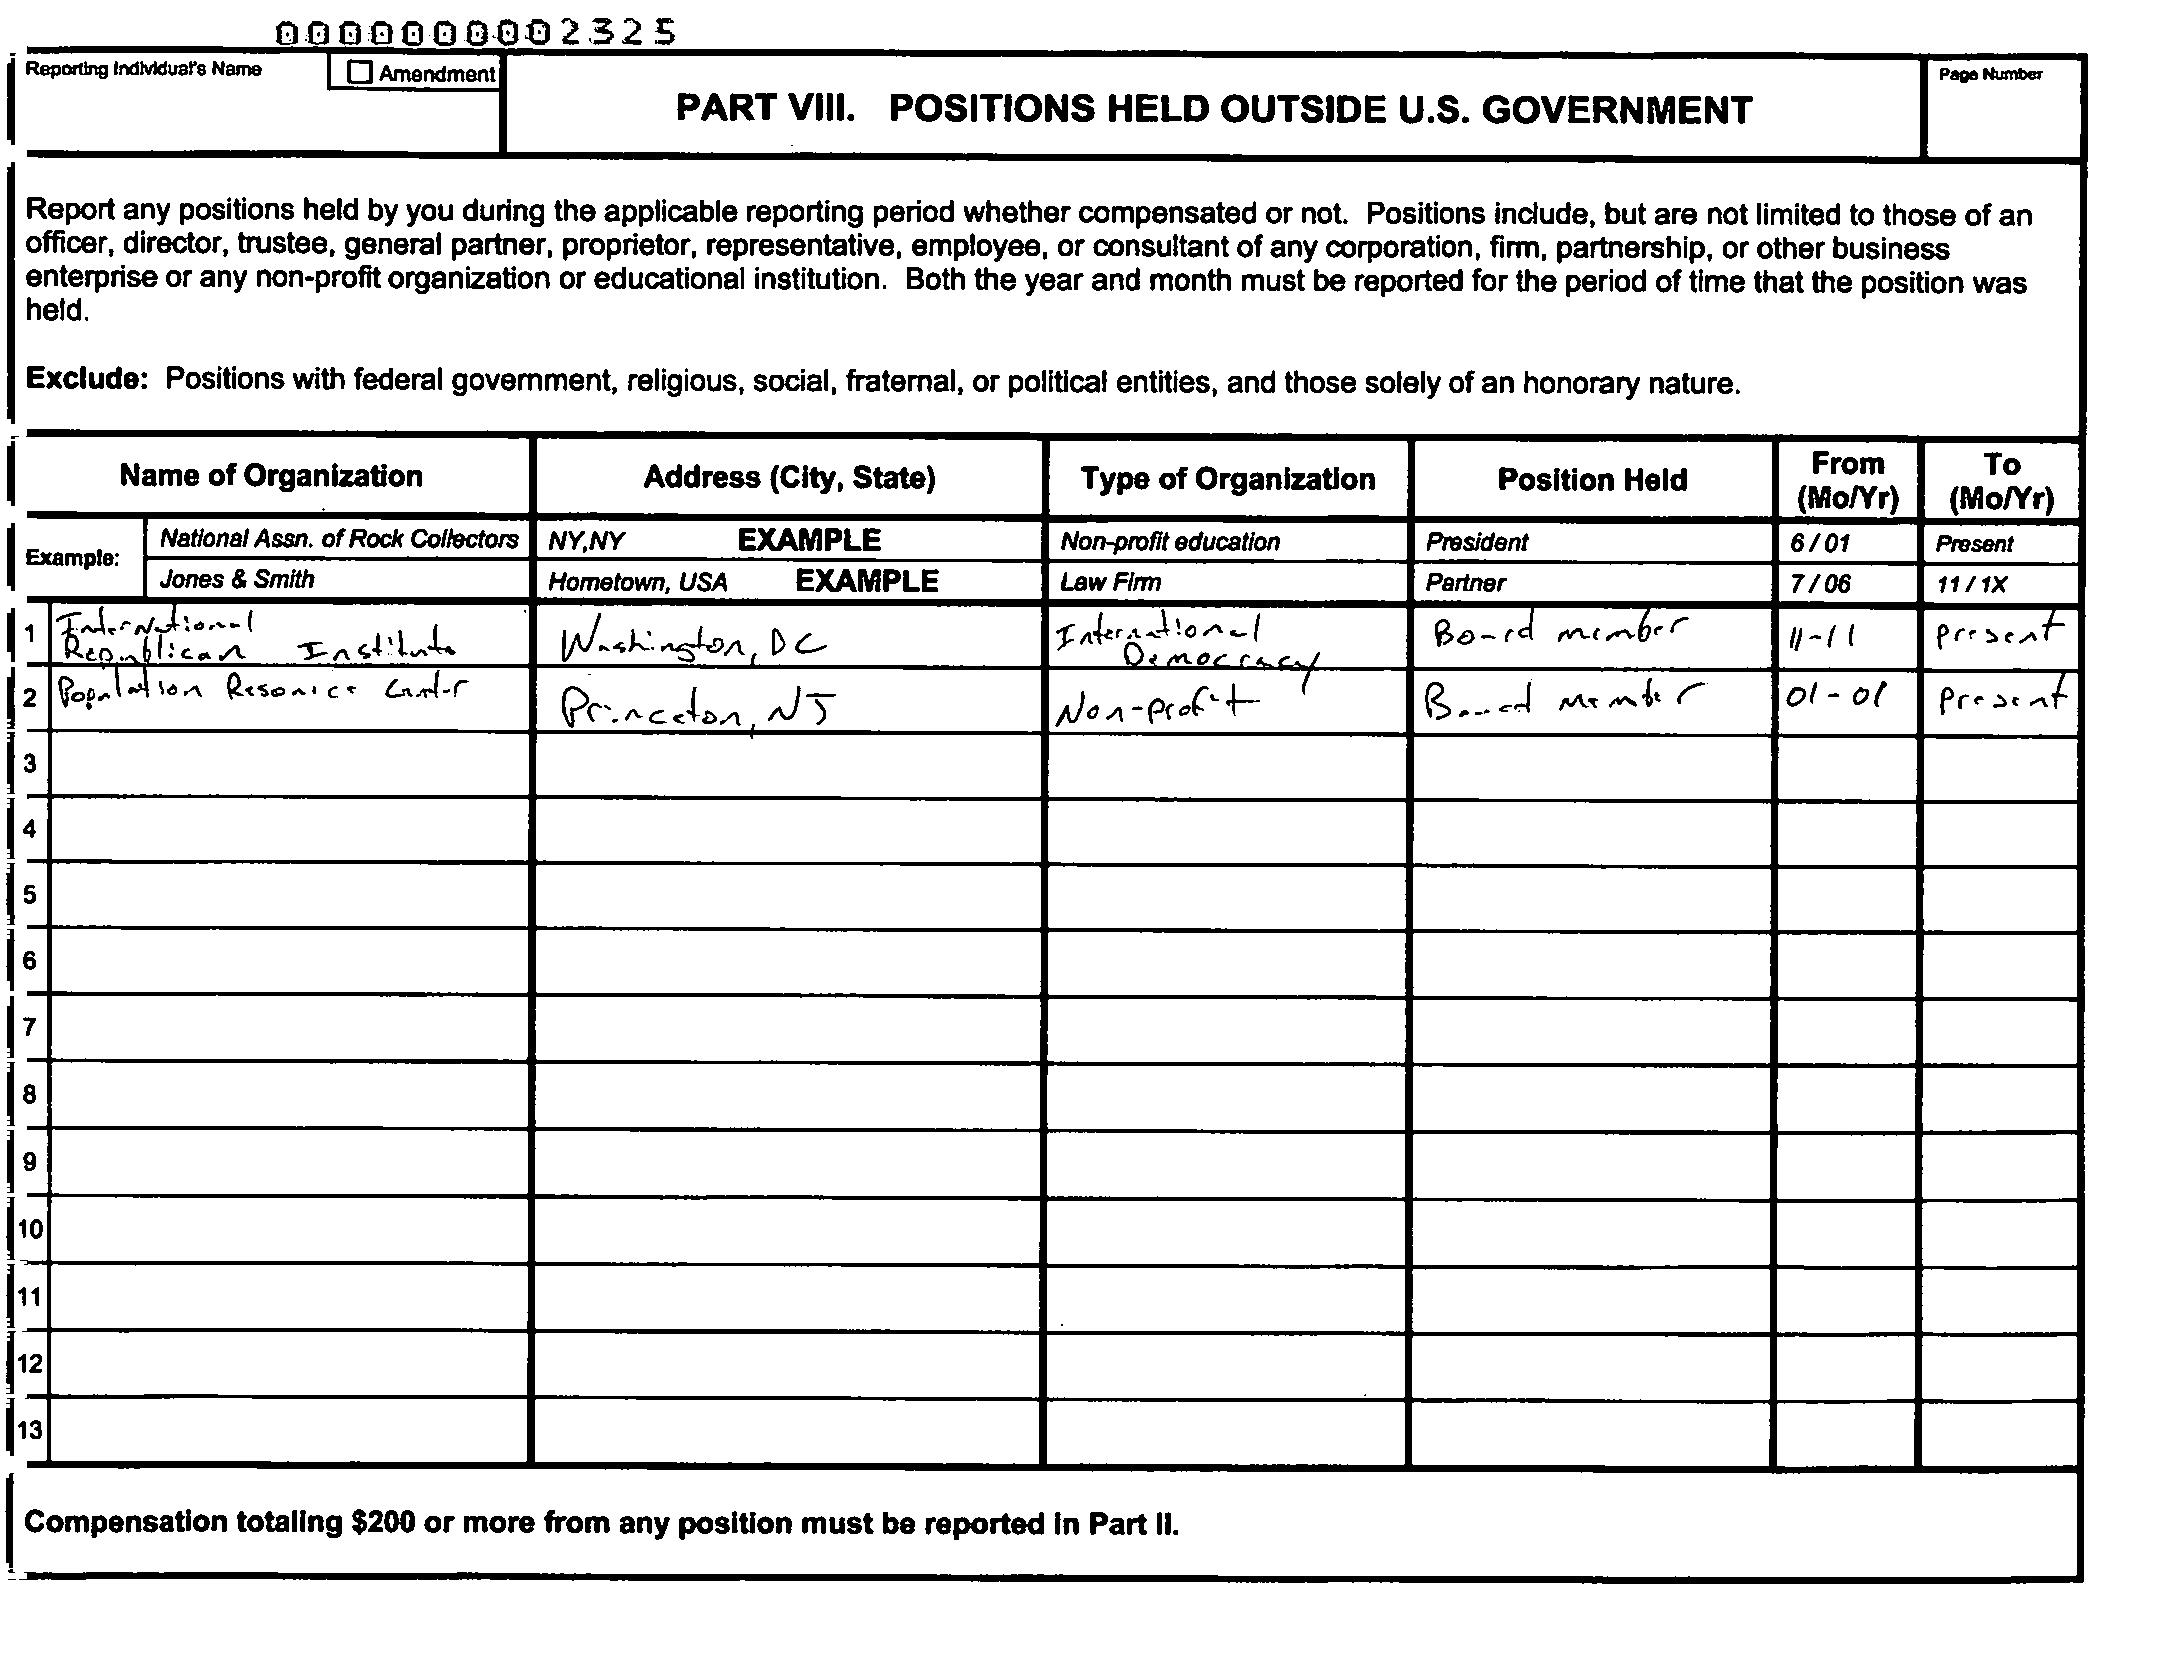 0000000002325
Reporting Individual's Name
Amendment
PART VIII. POSITIONS HELD OUTSIDE U.S. GOVERNMENT
Page Number
Report any positions held by you during the applicable reporting period whether compensated or not. Positions include, but are not limited to those of an
officer, director, trustee, general partner, proprietor, representative, employee, or consultant of any corporation, firm, partnership, or other business
enterprise or any non-profit organization or educational institution. Both the year and month must be reported for the period of time that the position was
held.
Exclude: Positions with federal government, religious, social, fraternal, or political entities, and those solely of an honorary nature.
Name of Organization
Address (City, State)
Type of Organization
Position Held
From
(Mo/Yr)
To
(Mo/Yr)
Example:
National Assn. of Rock Collectors
NY,NY EXAMPLE
Non-profit education
President
6 / 01
Present
Jones & Smith
Hometown, USA EXAMPLE
Law Firm
Partner
7 / 06
11 / 1X
1
International
Republican Institute
Washington, DC
International
Democracy
Board member
11-11
present
2
Population Resource Center
Princeton, NJ
Non-profit
Board member
01-01
present
3
4
5
6
7
8
9
10
11
12
13
Compensation totaling $200 or more from any position must be reported in Part II.